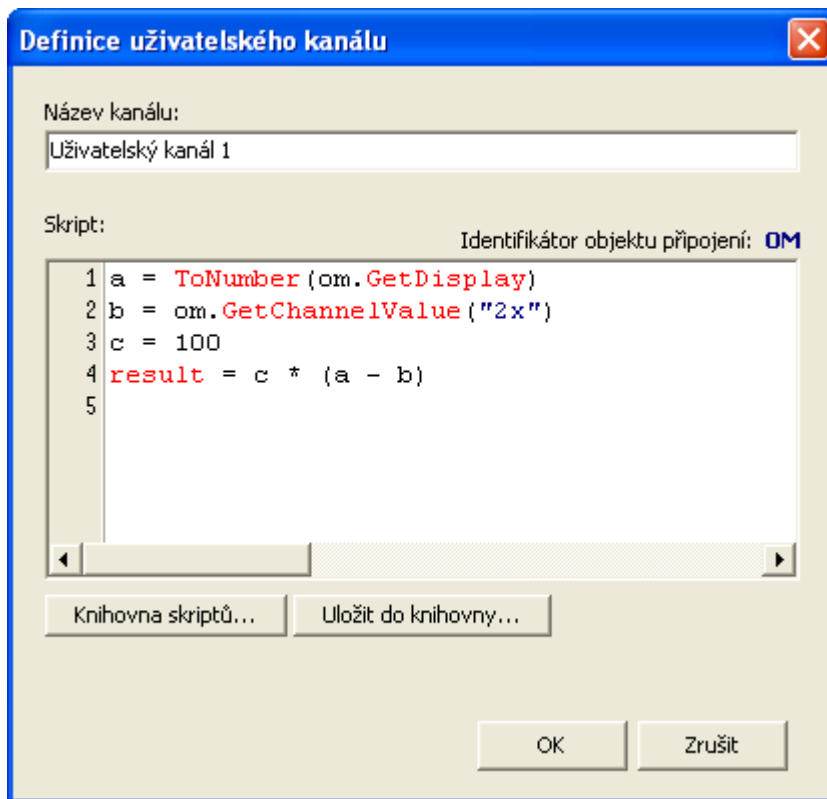 Definice uživatelského kanálu
Název kanálu:
Uživatelský kanál 1
Skript:
Identifikátor objektu připojení: OM
1 a = ToNumber(om.GetDisplay)
2 b = om.GetChannelValue("2x")
3 c = 100
4 result = c * (a - b)
5
Knihovna skriptů...
Uložit do knihovny...
OK
Zrušit